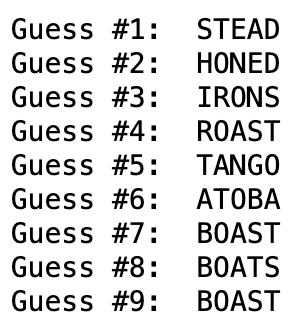 Guess #1: STEAD
Guess #2: HONED
Guess #3: IRONS
Guess #4: ROAST
Guess #5: TANGO
Guess #6: ATOBA
Guess #7: BOAST
Guess #8: BOATS
Guess #9: BOAST